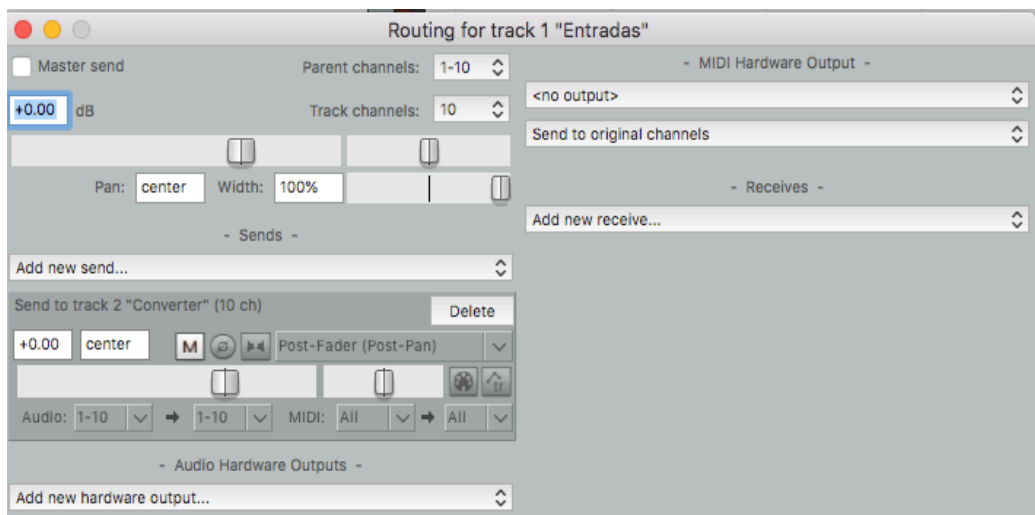 Routing for track 1 "Entradas"
Master send
Parent channels: 1-10
+0.00 dB
Track channels: 10
Pan: center Width: 100%
- Sends -
Add new send...
Send to track 2 "Converter" (10 ch)
Delete
+0.00 center M Post-Fader (Post-Pan)
tr
Audio: 1-10 1-10 MIDI: All All
- Audio Hardware Outputs -
Add new hardware output...
- MIDI Hardware Output -
<no output>
Send to original channels
- Receives -
Add new receive...